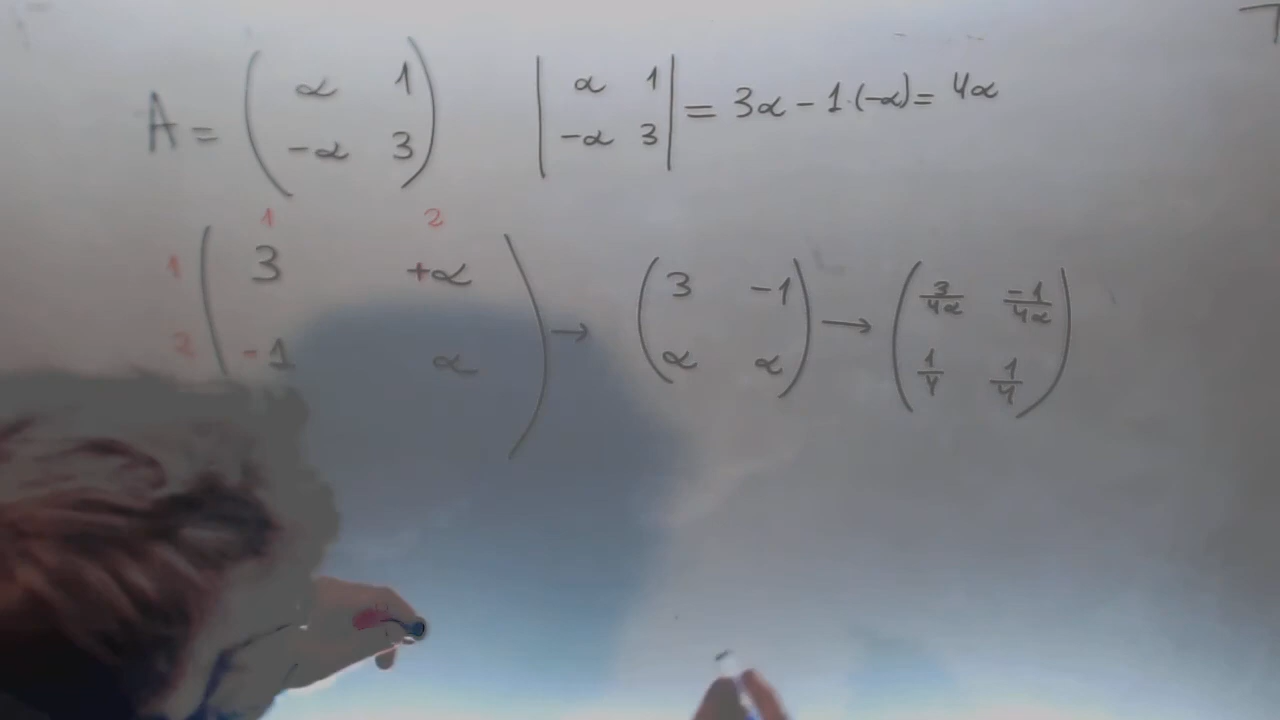 A = ( α 1 ) | α 1 | = 3α - 1·(-α) = 4α
( -α 3 ) | -α 3 |
1 2
1 ( 3 +α ) → ( 3 -1 ) → ( 3/4α -1/4α )
2 ( -1 α ) ( α α ) ( 1/4 1/4 )